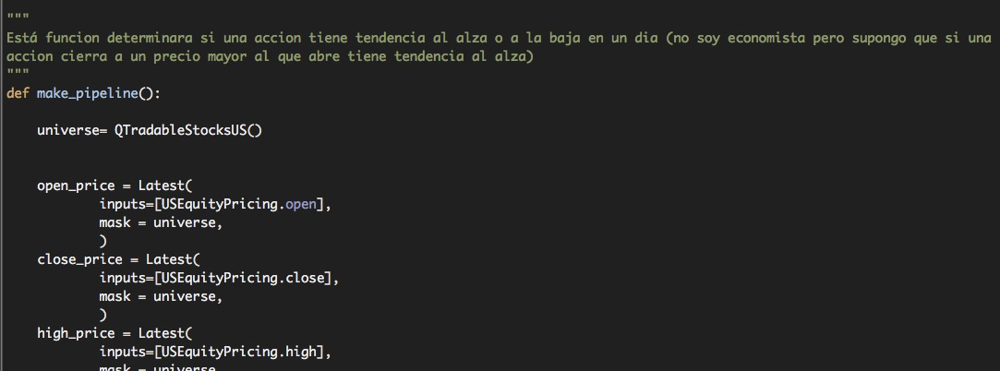 """
Está funcion determinara si una accion tiene tendencia al alza o a la baja en un dia (no soy economista pero supongo que si una
accion cierra a un precio mayor al que abre tiene tendencia al alza)
"""
def make_pipeline():
universe= QTradableStocksUS()
open_price = Latest(
inputs=[USEquityPricing.open],
mask = universe,
)
close_price = Latest(
inputs=[USEquityPricing.close],
mask = universe,
)
high_price = Latest(
inputs=[USEquityPricing.high],
mask = universe